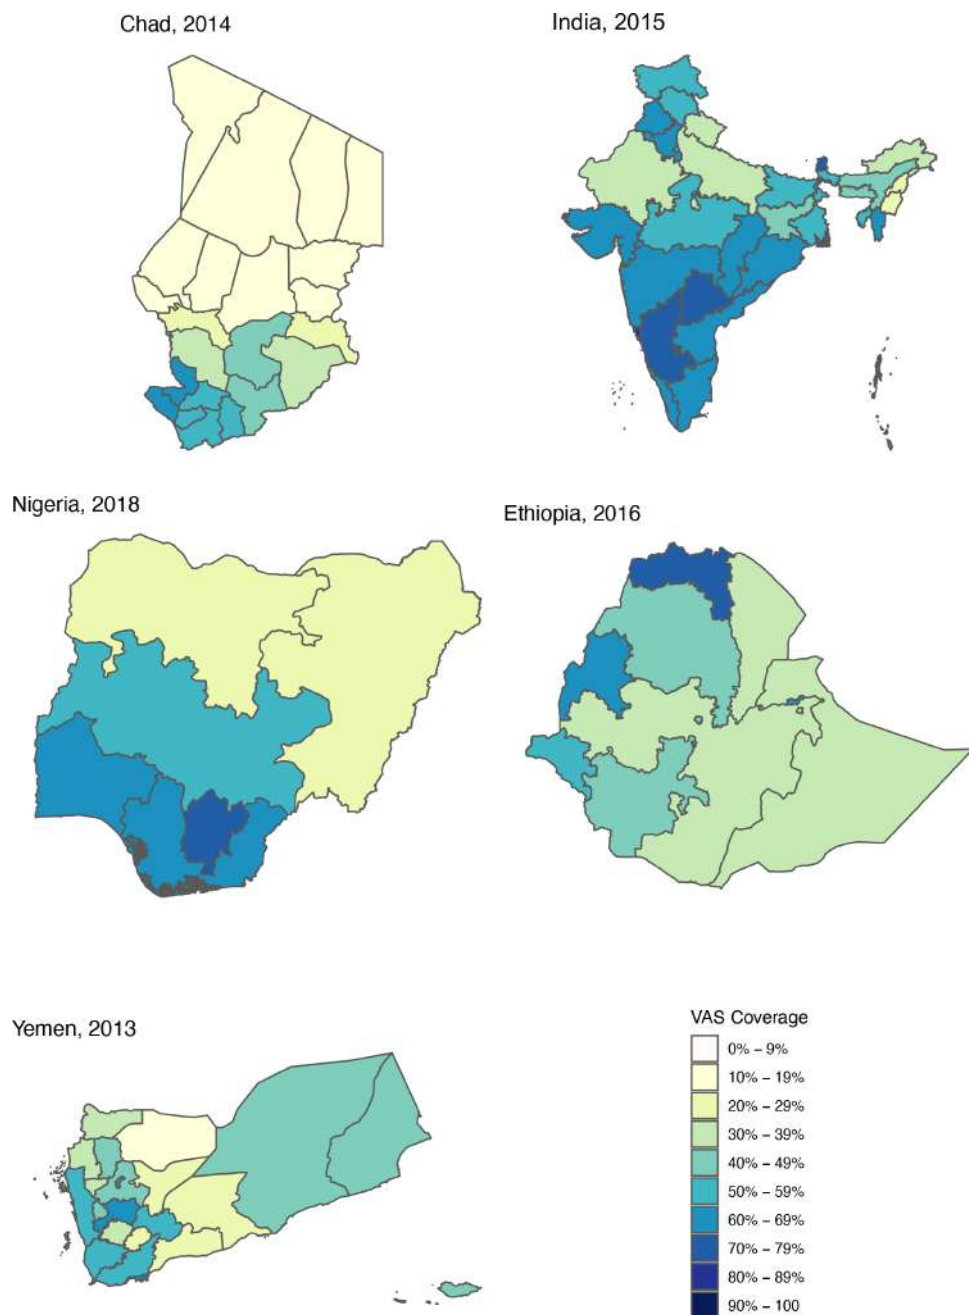 Chad, 2014
India, 2015
Nigeria, 2018
Ethiopia, 2016
Yemen, 2013
VAS Coverage
0% – 9%
10% – 19%
20% – 29%
30% – 39%
40% – 49%
50% – 59%
60% – 69%
70% – 79%
80% – 89%
90% – 100